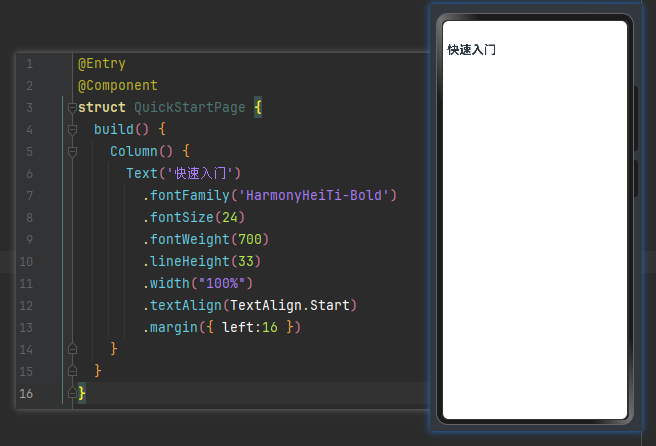 1 @Entry
2 @Component
3 struct QuickStartPage {
4 build() {
5 Column() {
6 Text('快速入门')
7 .fontFamily('HarmonyHeiTi-Bold')
8 .fontSize(24)
9 .fontWeight(700)
10 .lineHeight(33)
11 .width("100%")
12 .textAlign(TextAlign.Start)
13 .margin({ left:16 })
14 }
15 }
16 }
快速入门